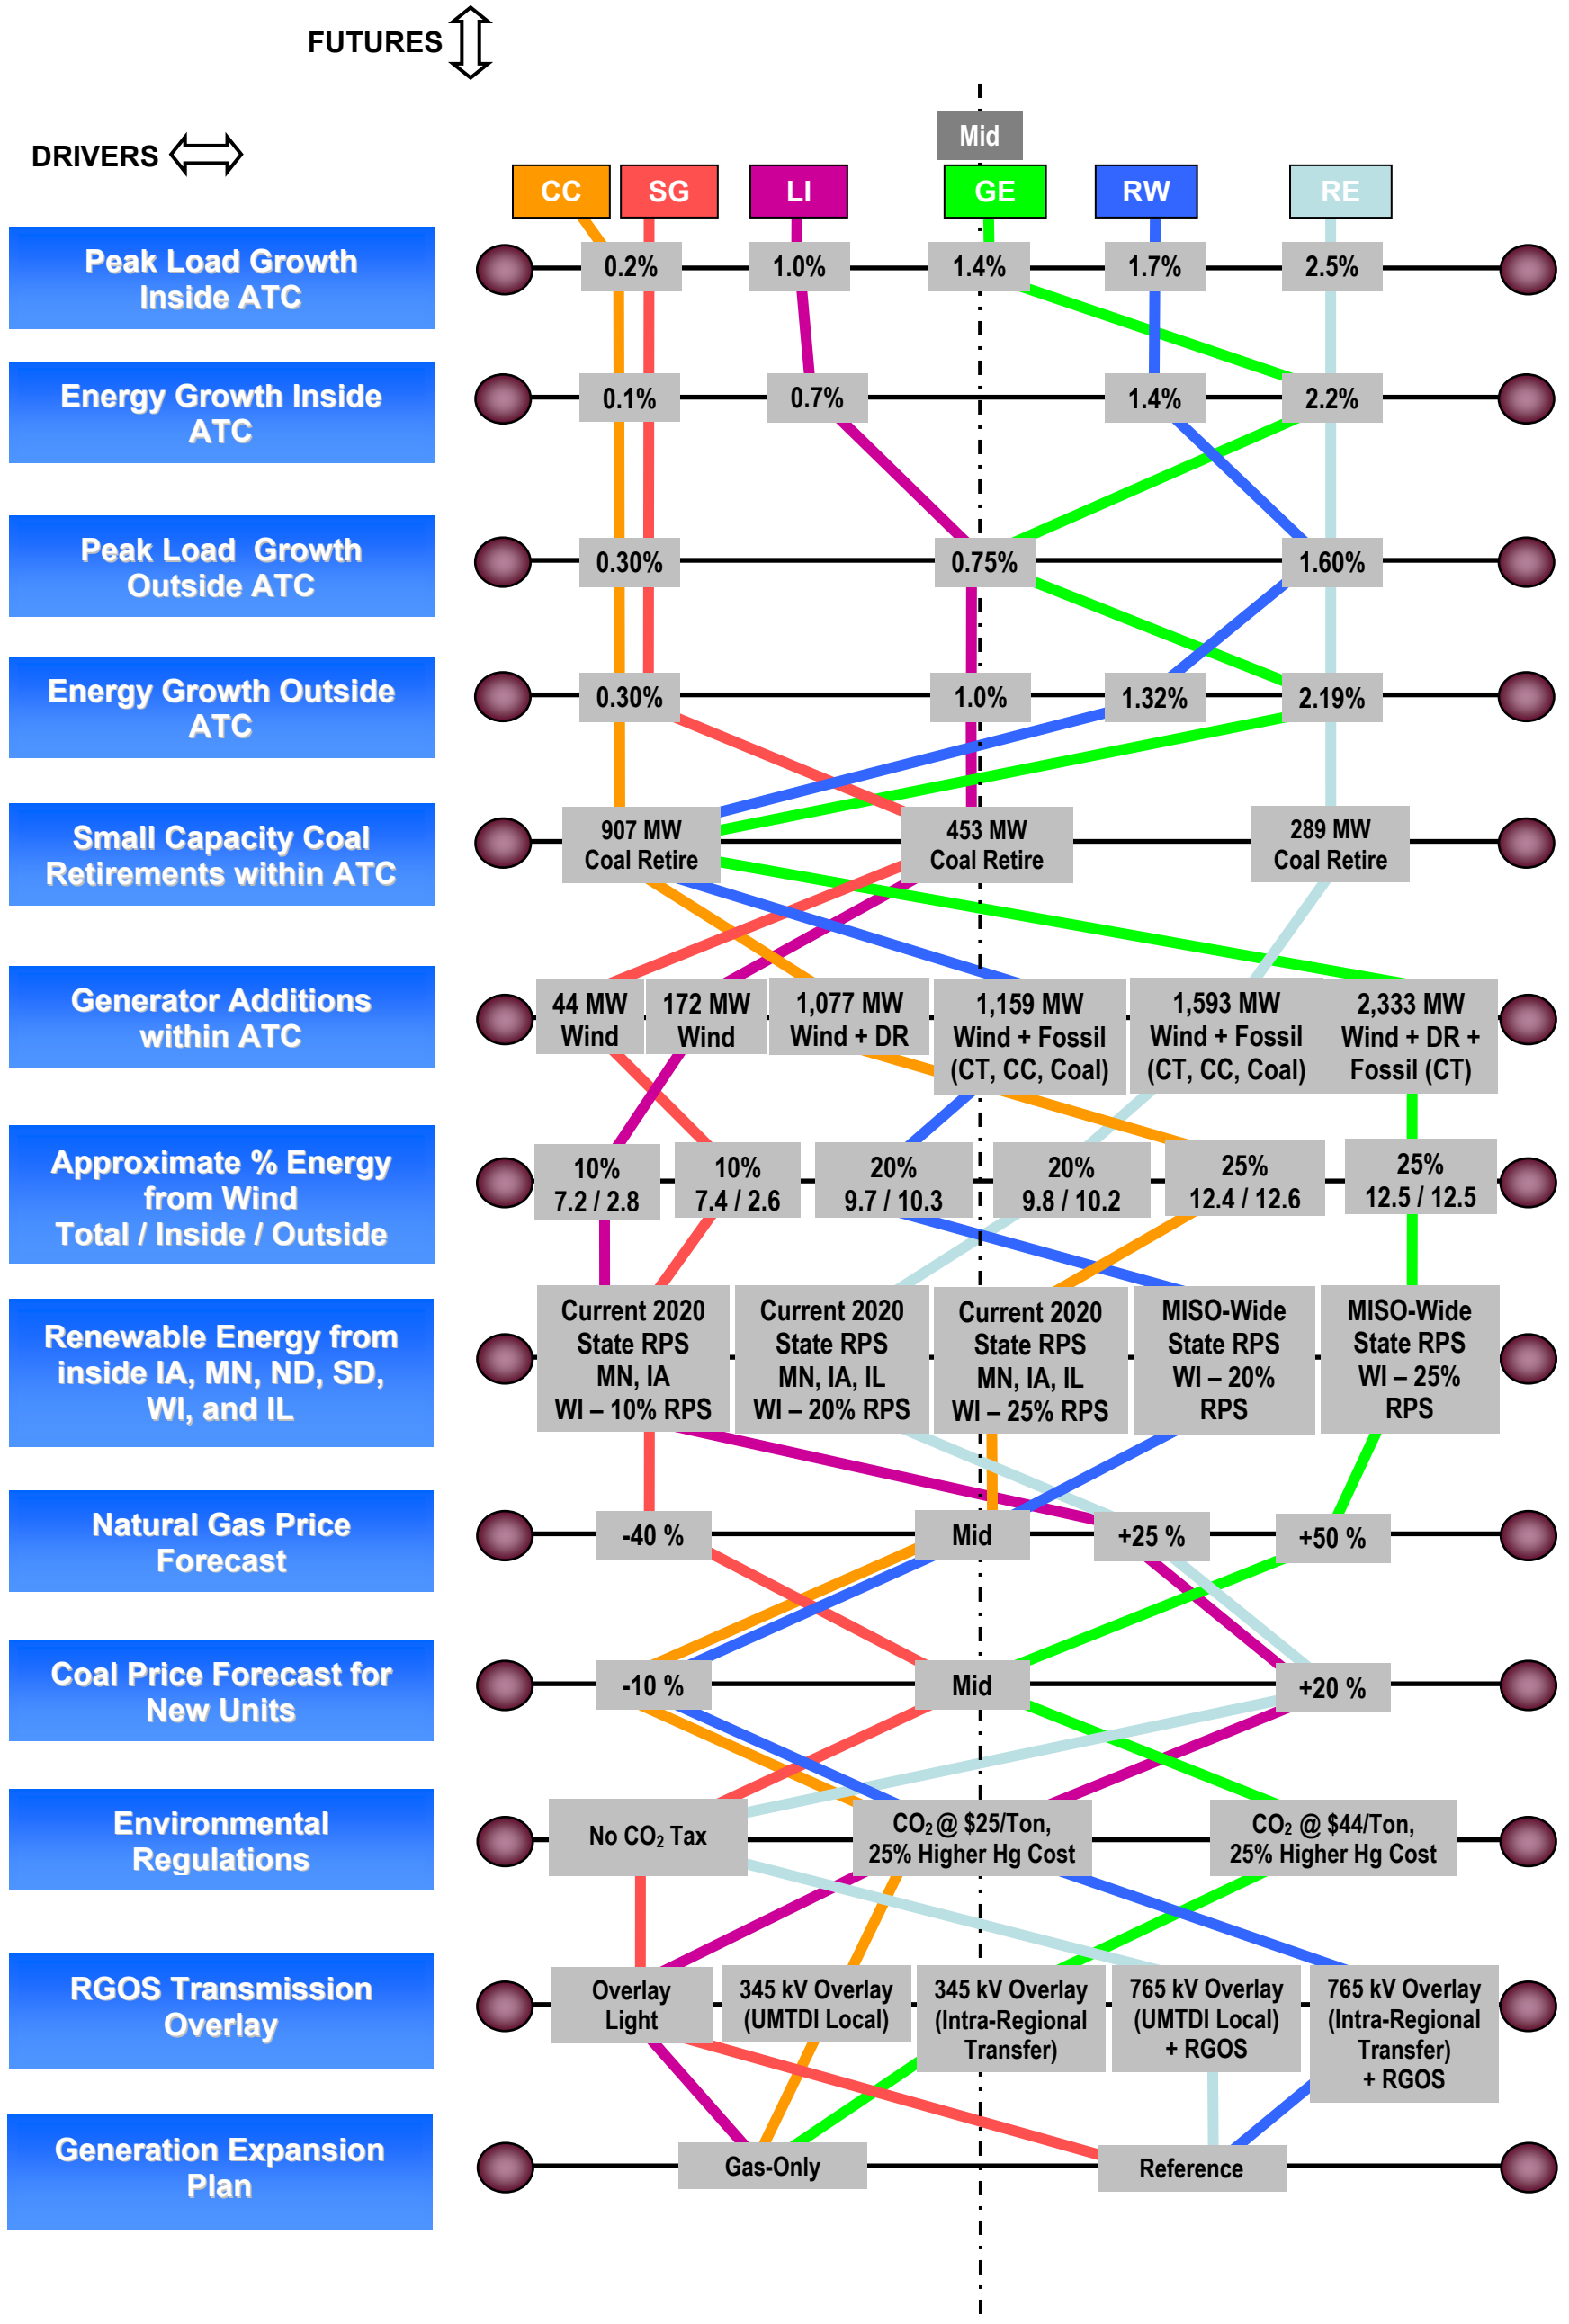 FUTURES
DRIVERS
Mid
CC SG LI GE RW RE
Peak Load Growth
Inside ATC
0.2% 1.0% 1.4% 1.7% 2.5%
Energy Growth Inside
ATC
0.1% 0.7% 1.4% 2.2%
Peak Load Growth
Outside ATC
0.30% 0.75% 1.60%
Energy Growth Outside
ATC
0.30% 1.0% 1.32% 2.19%
Small Capacity Coal
Retirements within ATC
907 MW
Coal Retire
453 MW
Coal Retire
289 MW
Coal Retire
Generator Additions
within ATC
44 MW
Wind
172 MW
Wind
1,077 MW
Wind + DR
1,159 MW
Wind + Fossil
(CT, CC, Coal)
1,593 MW
Wind + Fossil
(CT, CC, Coal)
2,333 MW
Wind + DR +
Fossil (CT)
Approximate % Energy
from Wind
Total / Inside / Outside
10%
7.2 / 2.8
10%
7.4 / 2.6
20%
9.7 / 10.3
20%
9.8 / 10.2
25%
12.4 / 12.6
25%
12.5 / 12.5
Renewable Energy from
inside IA, MN, ND, SD,
WI, and IL
Current 2020
State RPS
MN, IA
WI – 10% RPS
Current 2020
State RPS
MN, IA, IL
WI – 20% RPS
Current 2020
State RPS
MN, IA, IL
WI – 25% RPS
MISO-Wide
State RPS
WI – 20%
RPS
MISO-Wide
State RPS
WI – 25%
RPS
Natural Gas Price
Forecast
-40 % Mid +25 % +50 %
Coal Price Forecast for
New Units
-10 % Mid +20 %
Environmental
Regulations
No CO₂ Tax
CO₂ @ $25/Ton,
25% Higher Hg Cost
CO₂ @ $44/Ton,
25% Higher Hg Cost
RGOS Transmission
Overlay
Overlay
Light
345 kV Overlay
(UMTDI Local)
345 kV Overlay
(Intra-Regional
Transfer)
765 kV Overlay
(UMTDI Local)
+ RGOS
765 kV Overlay
(Intra-Regional
Transfer)
+ RGOS
Generation Expansion
Plan
Gas-Only Reference